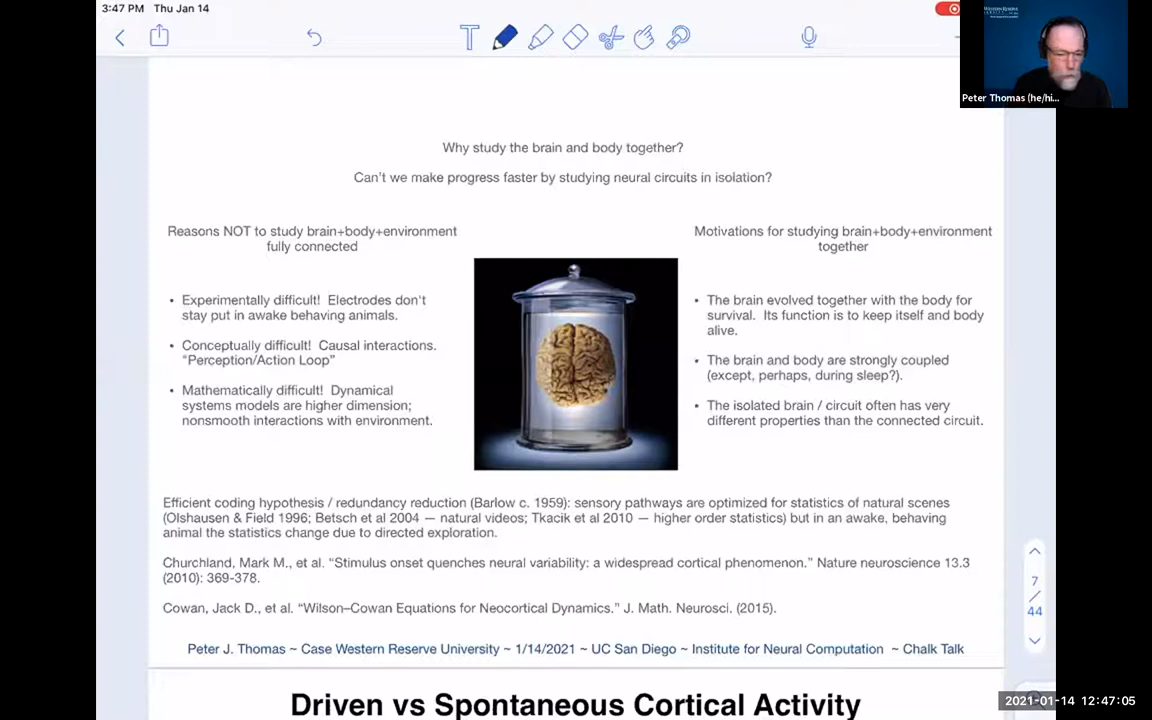 3:47 PM Thu Jan 14
WESTERN RESERVE
Peter Thomas (he/hi...
Why study the brain and body together?
Can't we make progress faster by studying neural circuits in isolation?
Reasons NOT to study brain+body+environment
fully connected
• Experimentally difficult! Electrodes don't
stay put in awake behaving animals.
• Conceptually difficult! Causal interactions.
"Perception/Action Loop"
• Mathematically difficult! Dynamical
systems models are higher dimension;
nonsmooth interactions with environment.
Motivations for studying brain+body+environment
together
• The brain evolved together with the body for
survival. Its function is to keep itself and body
alive.
• The brain and body are strongly coupled
(except, perhaps, during sleep?).
• The isolated brain / circuit often has very
different properties than the connected circuit.
Efficient coding hypothesis / redundancy reduction (Barlow c. 1959): sensory pathways are optimized for statistics of natural scenes
(Olshausen & Field 1996; Betsch et al 2004 — natural videos; Tkacik et al 2010 — higher order statistics) but in an awake, behaving
animal the statistics change due to directed exploration.
Churchland, Mark M., et al. "Stimulus onset quenches neural variability: a widespread cortical phenomenon." Nature neuroscience 13.3
(2010): 369-378.
Cowan, Jack D., et al. "Wilson–Cowan Equations for Neocortical Dynamics." J. Math. Neurosci. (2015).
Peter J. Thomas ~ Case Western Reserve University ~ 1/14/2021 ~ UC San Diego ~ Institute for Neural Computation ~ Chalk Talk
7
/
44
Driven vs Spontaneous Cortical Activity
2021-01-14 12:47:05